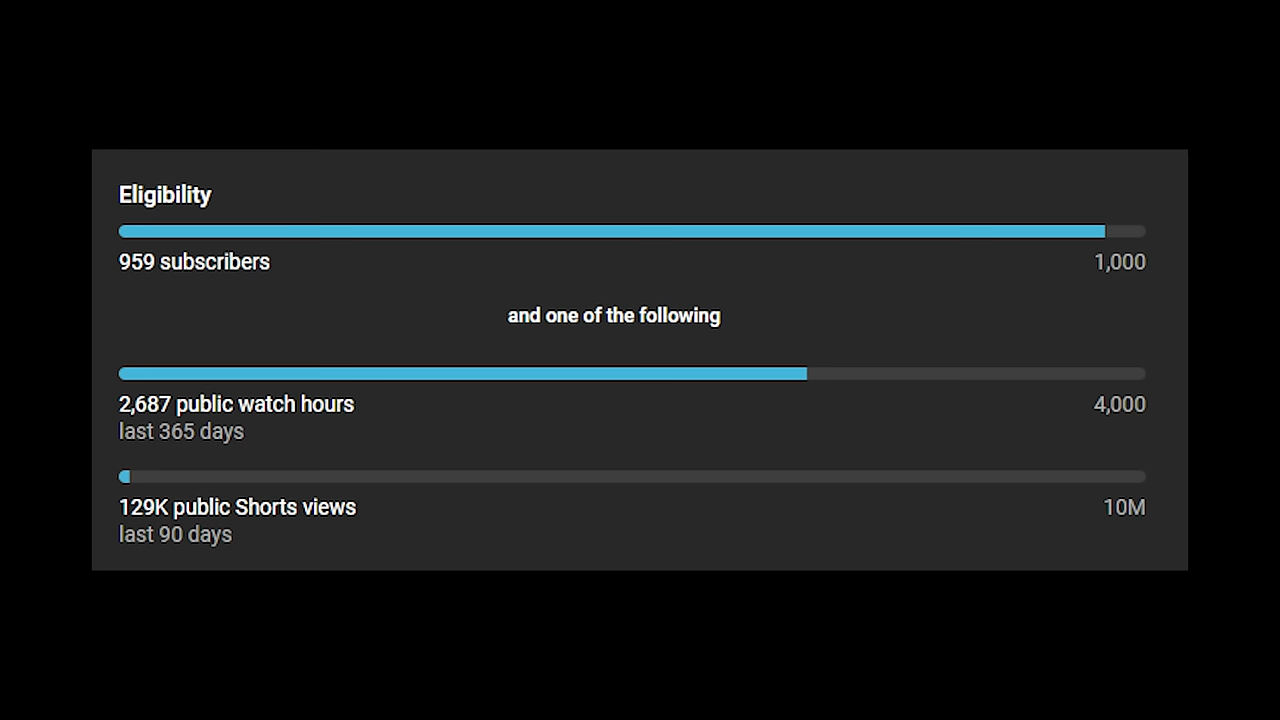 Eligibility
959 subscribers 1,000
and one of the following
2,687 public watch hours 4,000
last 365 days
129K public Shorts views 10M
last 90 days